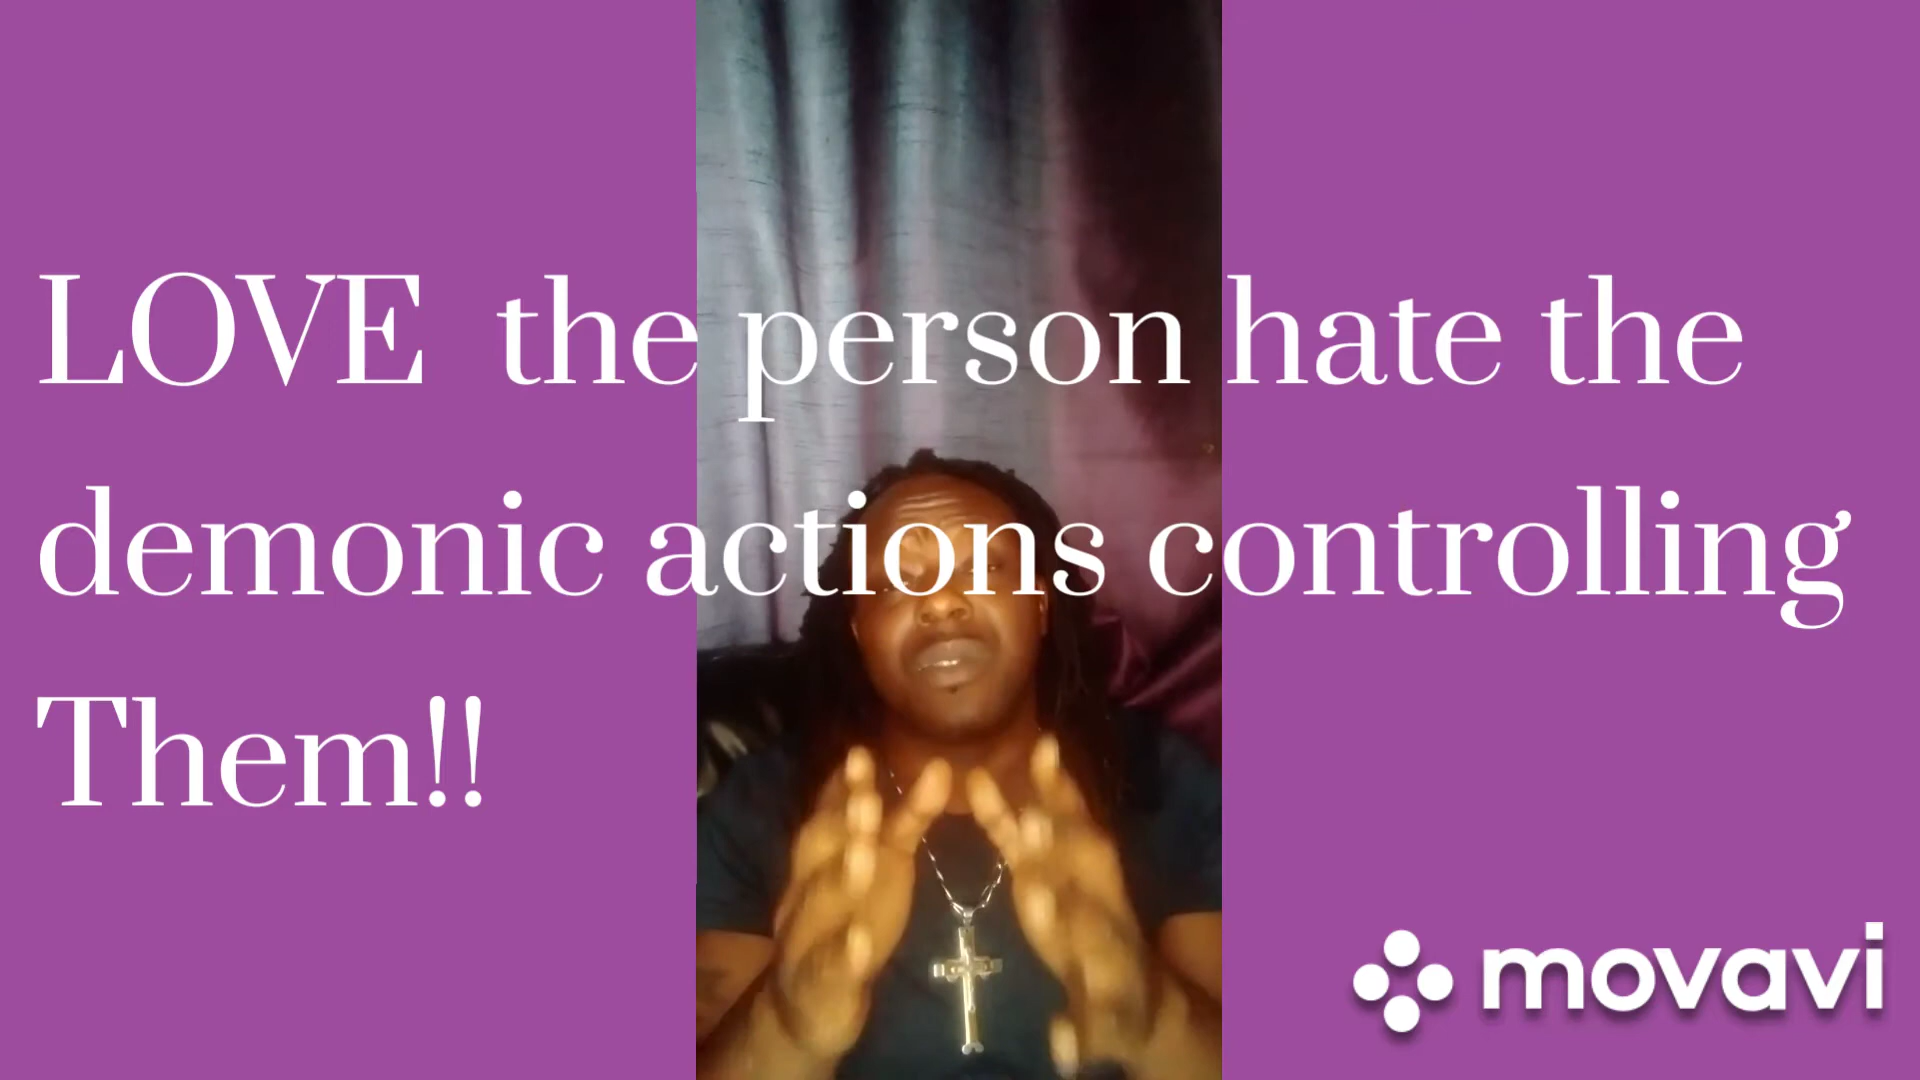 LOVE  the person hate the
demonic actions controlling
Them!!
movavi